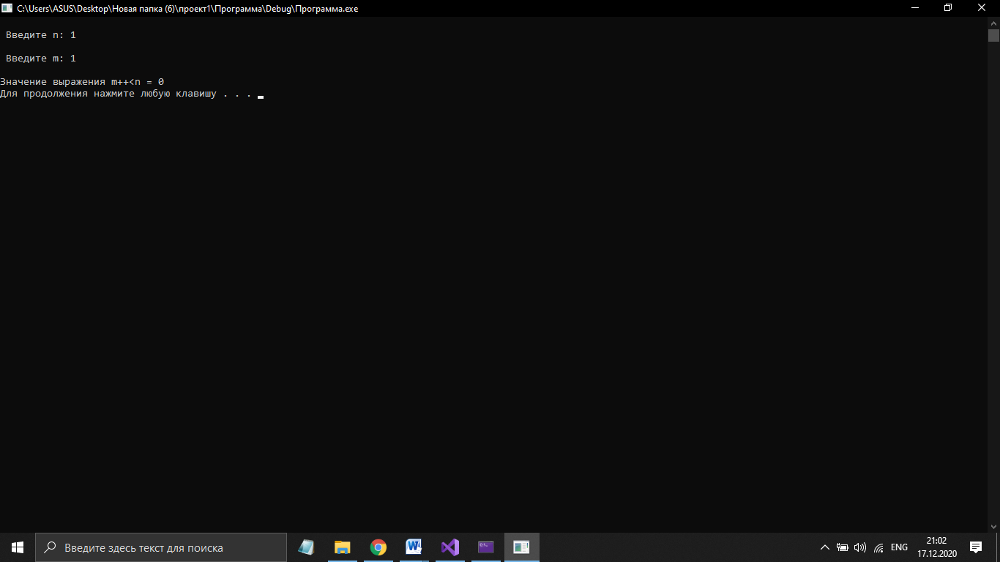 C:\Users\ASUS\Desktop\Новая папка (6)\проект1\Программа\Debug\Программа.exe
Введите n: 1
Введите m: 1
Значение выражения m++<n = 0
Для продолжения нажмите любую клавишу . . .
Введите здесь текст для поиска
ENG
21:02
17.12.2020